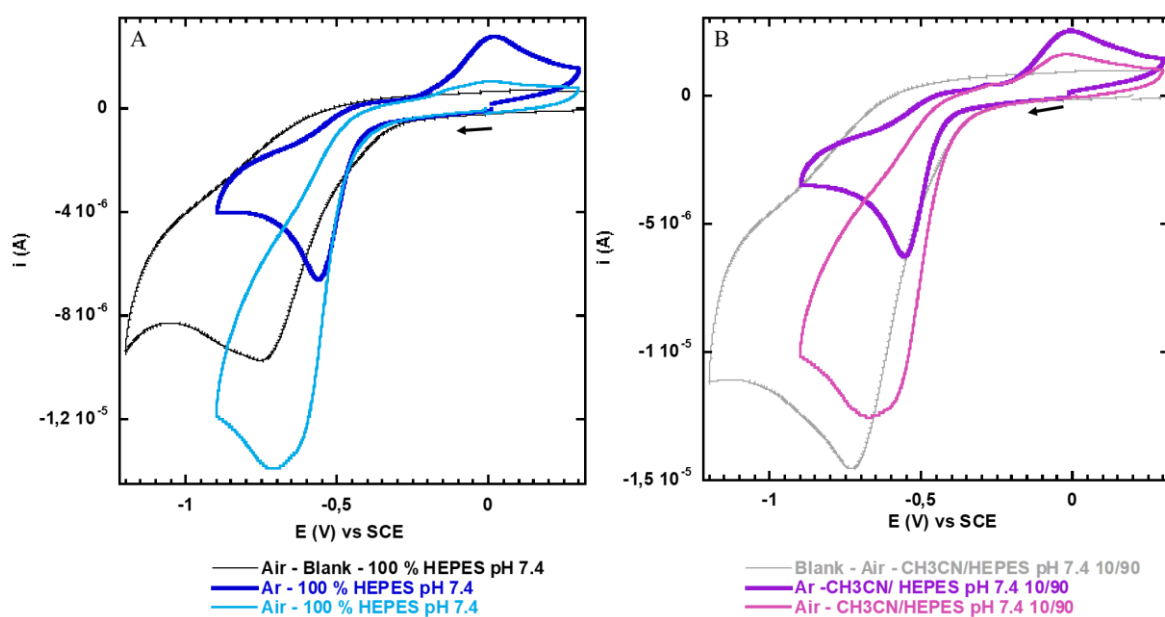 A
B
0
0
-4 10-6
-8 10-6
-1,2 10-5
-5 10-6
-1 10-5
-1,5 10-5
i (A)
i (A)
-1
-0,5
0
-1
-0,5
0
E (V) vs SCE
E (V) vs SCE
Air - Blank - 100 % HEPES pH 7.4
Ar - 100 % HEPES pH 7.4
Air - 100 % HEPES pH 7.4
Blank - Air - CH3CN/HEPES pH 7.4 10/90
Ar -CH3CN/ HEPES pH 7.4 10/90
Air - CH3CN/HEPES pH 7.4 10/90